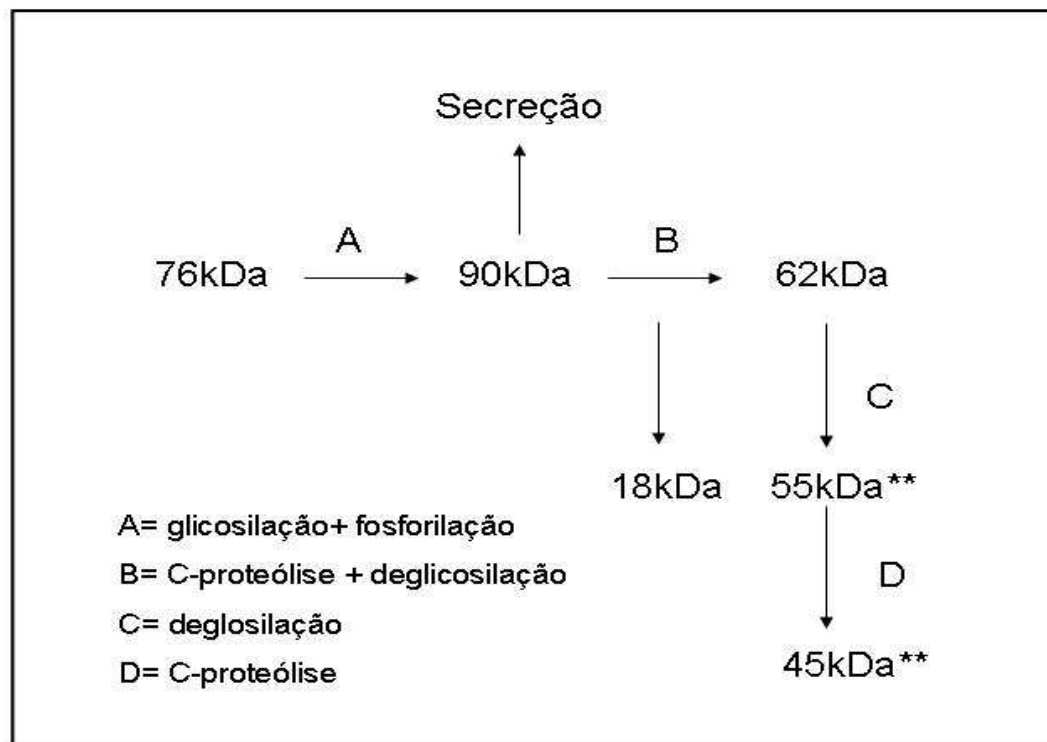 Secreção
A
B
76kDa
90kDa
62kDa
C
18kDa
55kDa**
D
45kDa**
A= glicosilação+ fosforilação
B= C-proteólise + deglicosilação
C= deglosilação
D= C-proteólise